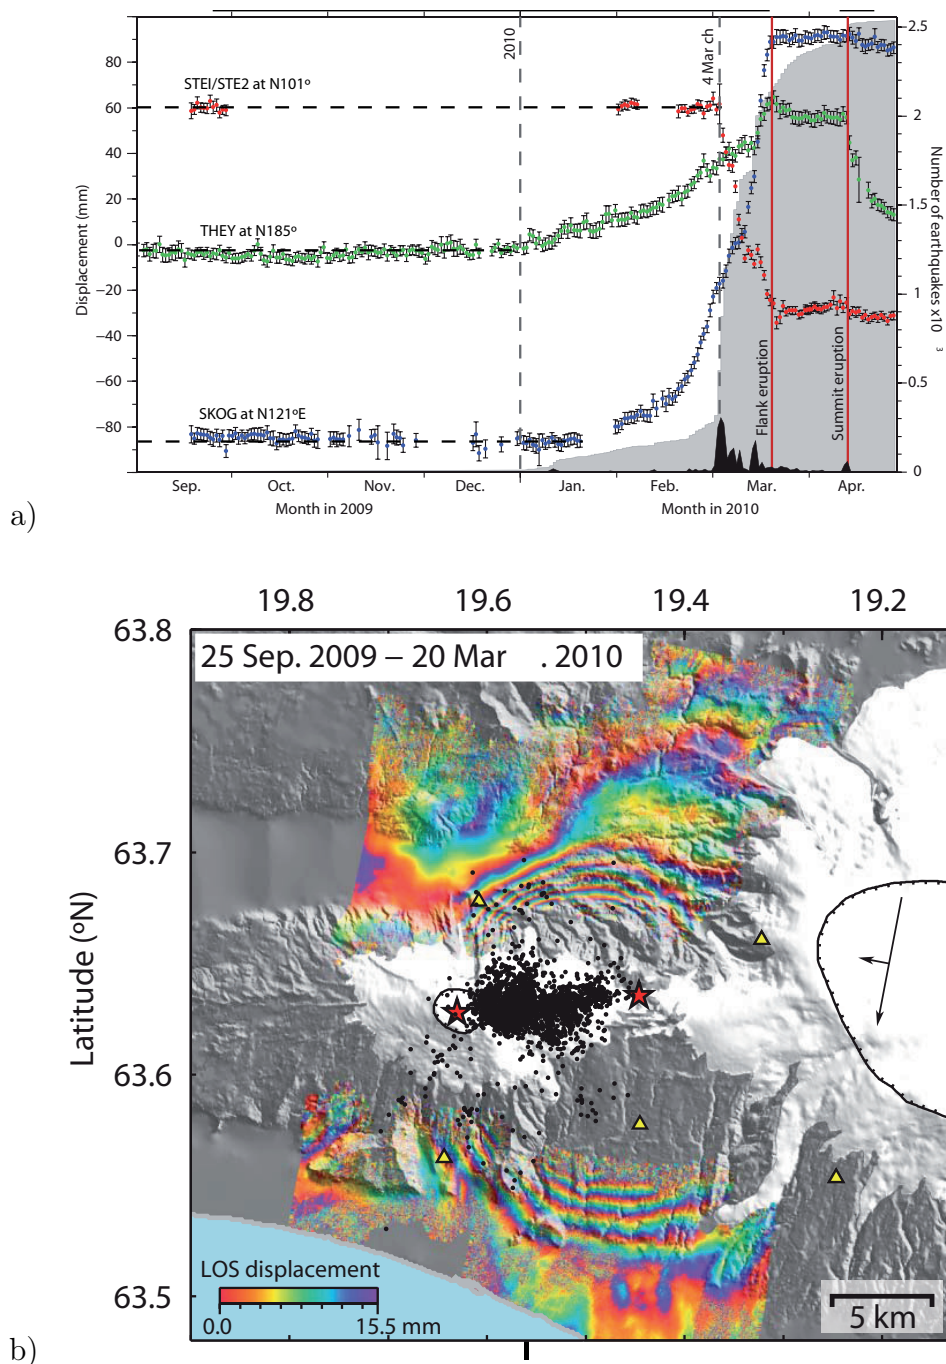 2010
4 Mar ch
STEI/STE2 at N101º
THEY at N185º
SKOG at N121ºE
Flank eruption
Summit eruption
Displacement (mm)
80
60
40
20
0
−20
−40
−60
−80
2.5
2
1.5
1
0.5
0
Number of earthquakes x10
3
Sep. Oct. Nov. Dec. Jan. Feb. Mar. Apr.
Month in 2009 Month in 2010
a)
19.8 19.6 19.4 19.2
63.8
25 Sep. 2009 – 20 Mar . 2010
63.7
Latitude (ºN)
63.6
63.5
LOS displacement
0.0 15.5 mm
5 km
b)